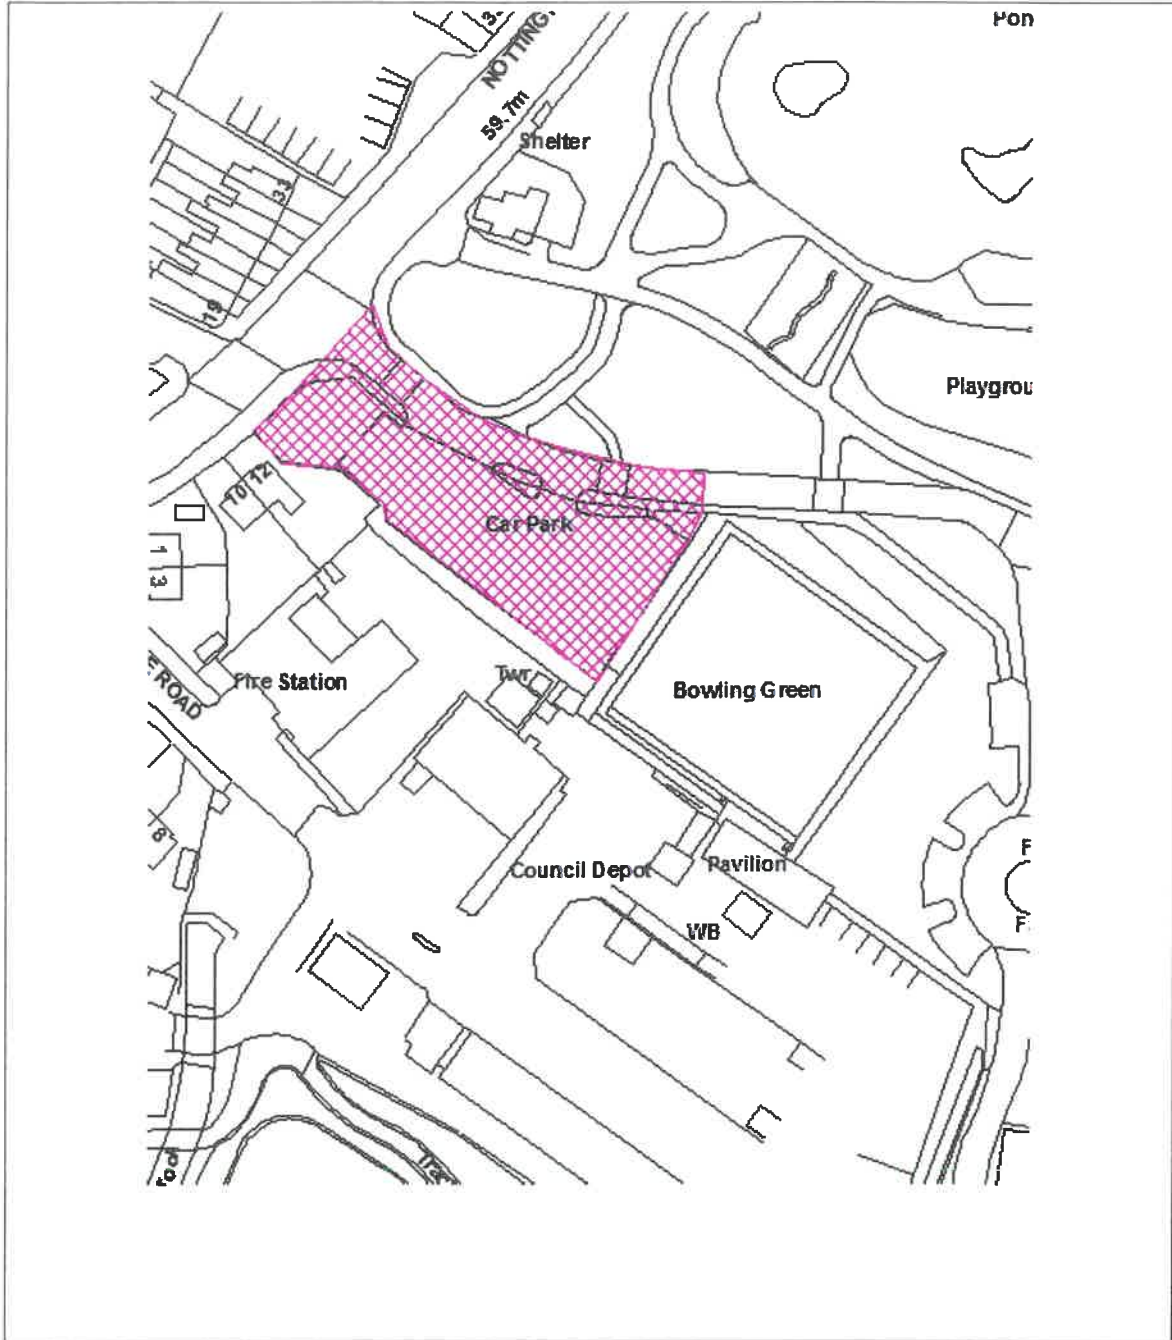 Pon
NOTTING
59.7m
Shelter
33
19
Playgrou
10
12
Car Park
1
3
Twr
Fire Station
Bowling Green
E ROAD
8
Council Depot
Pavilion
WB
F
F
Trac